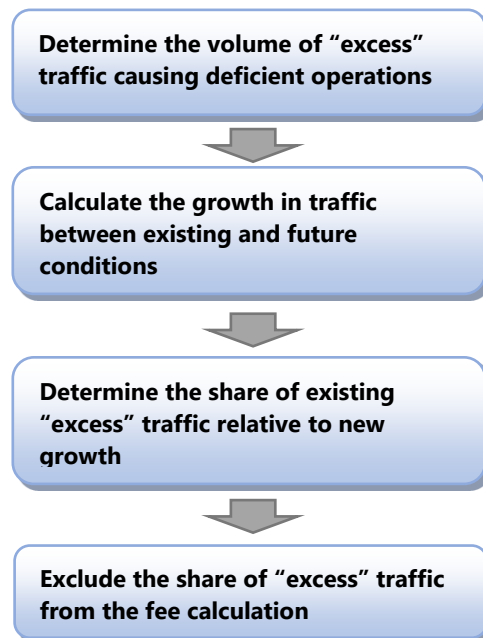 Determine the volume of “excess”
traffic causing deficient operations
Calculate the growth in traffic
between existing and future
conditions
Determine the share of existing
“excess” traffic relative to new
growth
Exclude the share of “excess” traffic
from the fee calculation